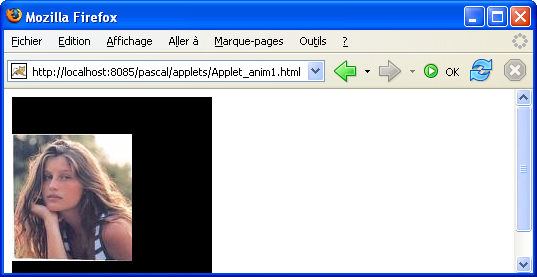 Mozilla Firefox
Fichier Edition Affichage Aller à Marque-pages Outils ?
http://localhost:8085/pascal/applets/Applet_anim1.html OK